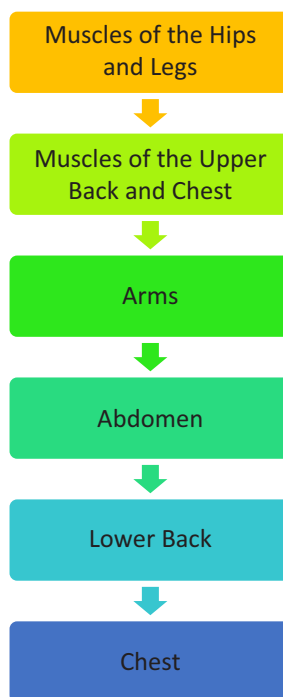 Muscles of the Hips
and Legs
Muscles of the Upper
Back and Chest
Arms
Abdomen
Lower Back
Chest